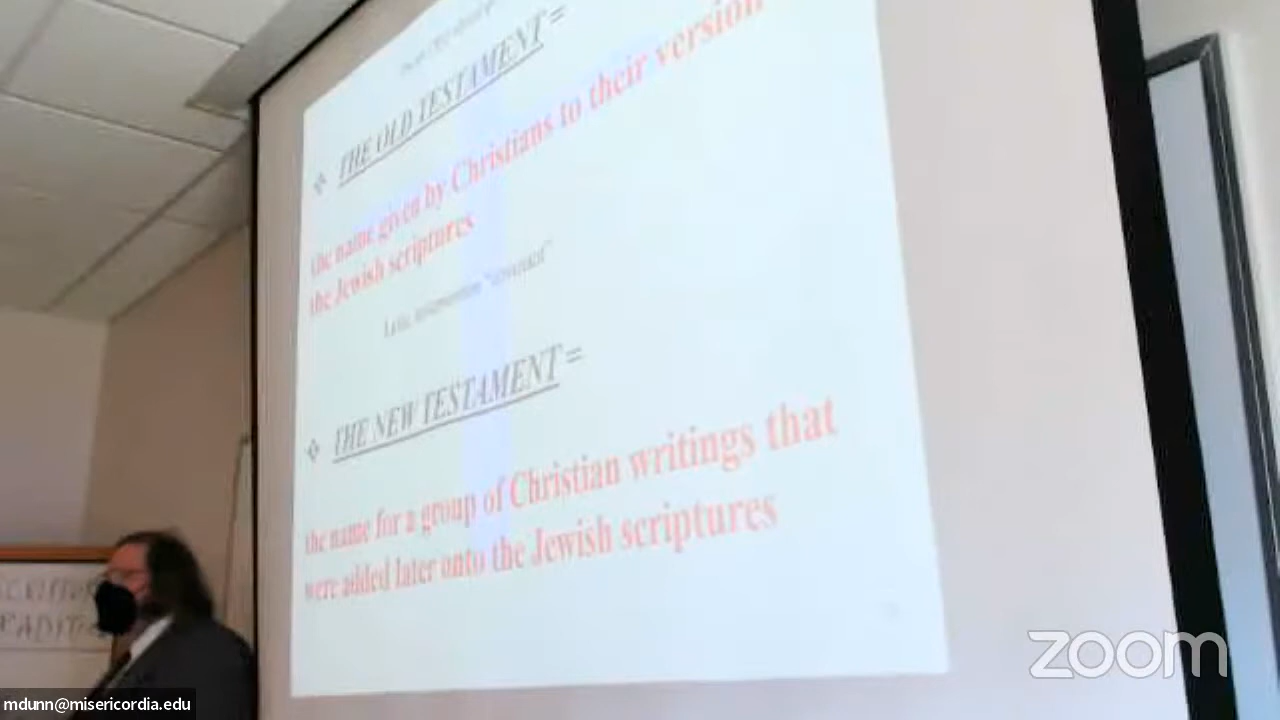 ❖ THE OLD TESTAMENT =
the name given by Christians to their version
the Jewish scriptures
❖ THE NEW TESTAMENT =
the name for a group of Christian writings that
were added later onto the Jewish scriptures
zoom
mdunn@misericordia.edu